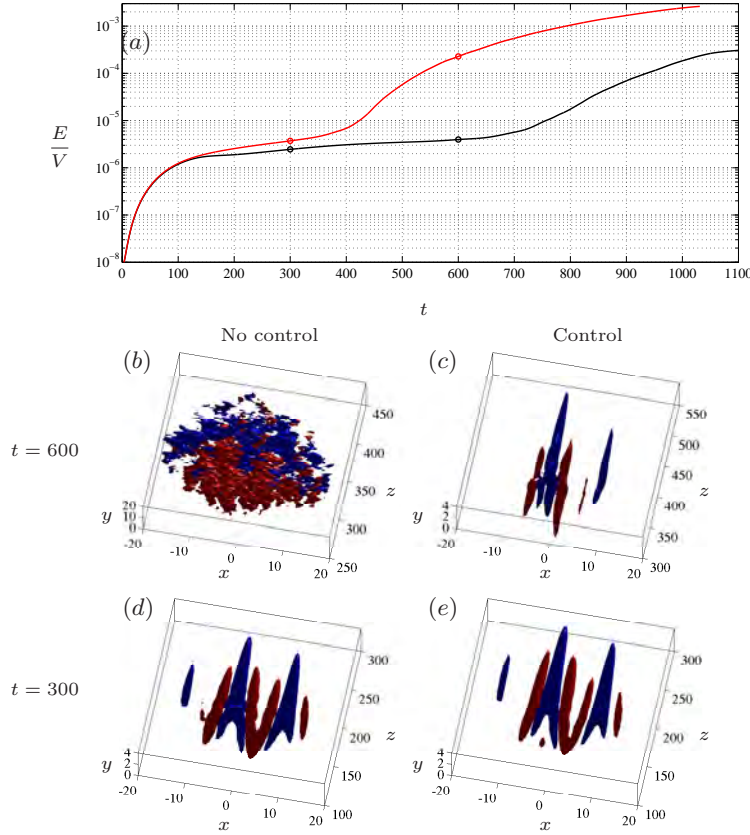 10⁻³
(a)
10⁻⁴
E/V
10⁻⁵
10⁻⁶
10⁻⁷
10⁻⁸
0 100 200 300 400 500 600 700 800 900 1000 1100
t
No control Control
(b) (c)
t = 600
450 400 350 300 250
z
20 10 0
y
-20 -10 0 10 20
x
550 500 450 400 350 300
z
4 2 0
y
-20 -10 0 10 20
x
(d) (e)
t = 300
300 250 200 150 100
z
4 2 0
y
-20 -10 0 10 20
x
300 250 200 150 100
z
4 2 0
y
-20 -10 0 10 20
x